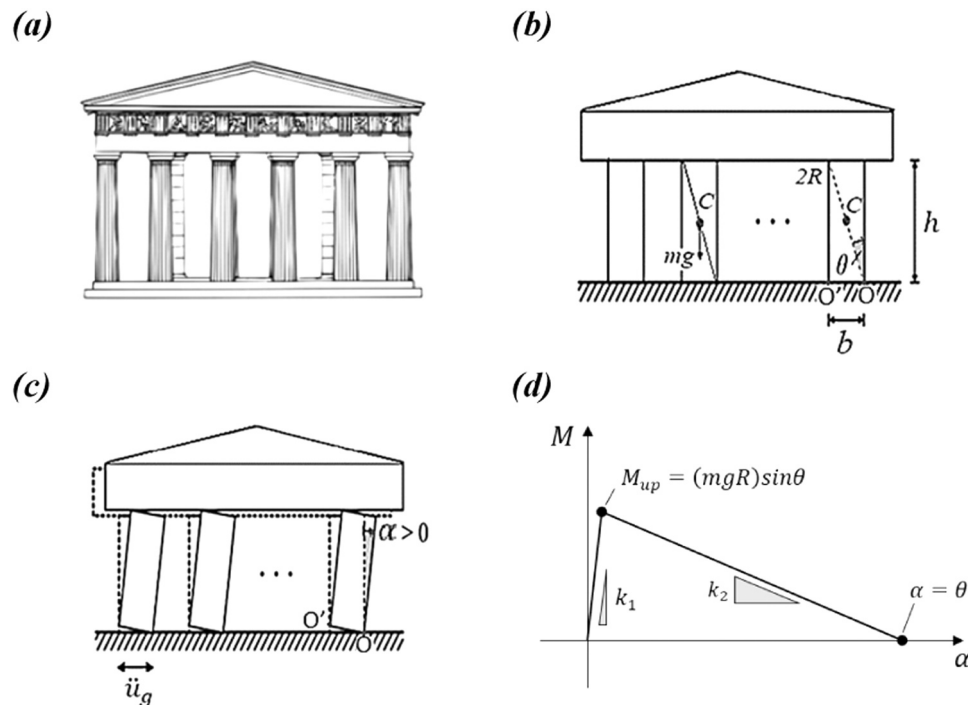 (a)
(b)
2R
C
C
mg
θ
h
O'
O
b
(c)
α > 0
O'
O
ü_g
(d)
M
M_up = (mgR)sinθ
k_1
k_2
α = θ
α